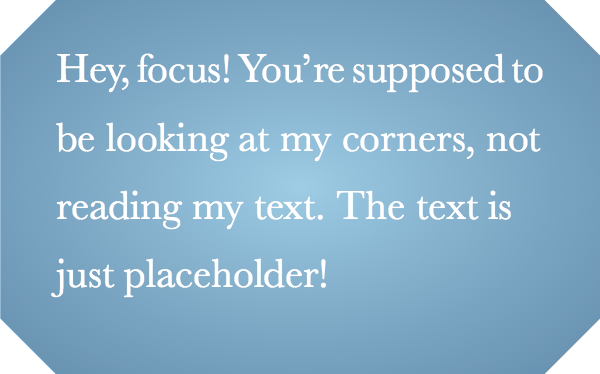 Hey, focus! You’re supposed to
be looking at my corners, not
reading my text. The text is
just placeholder!